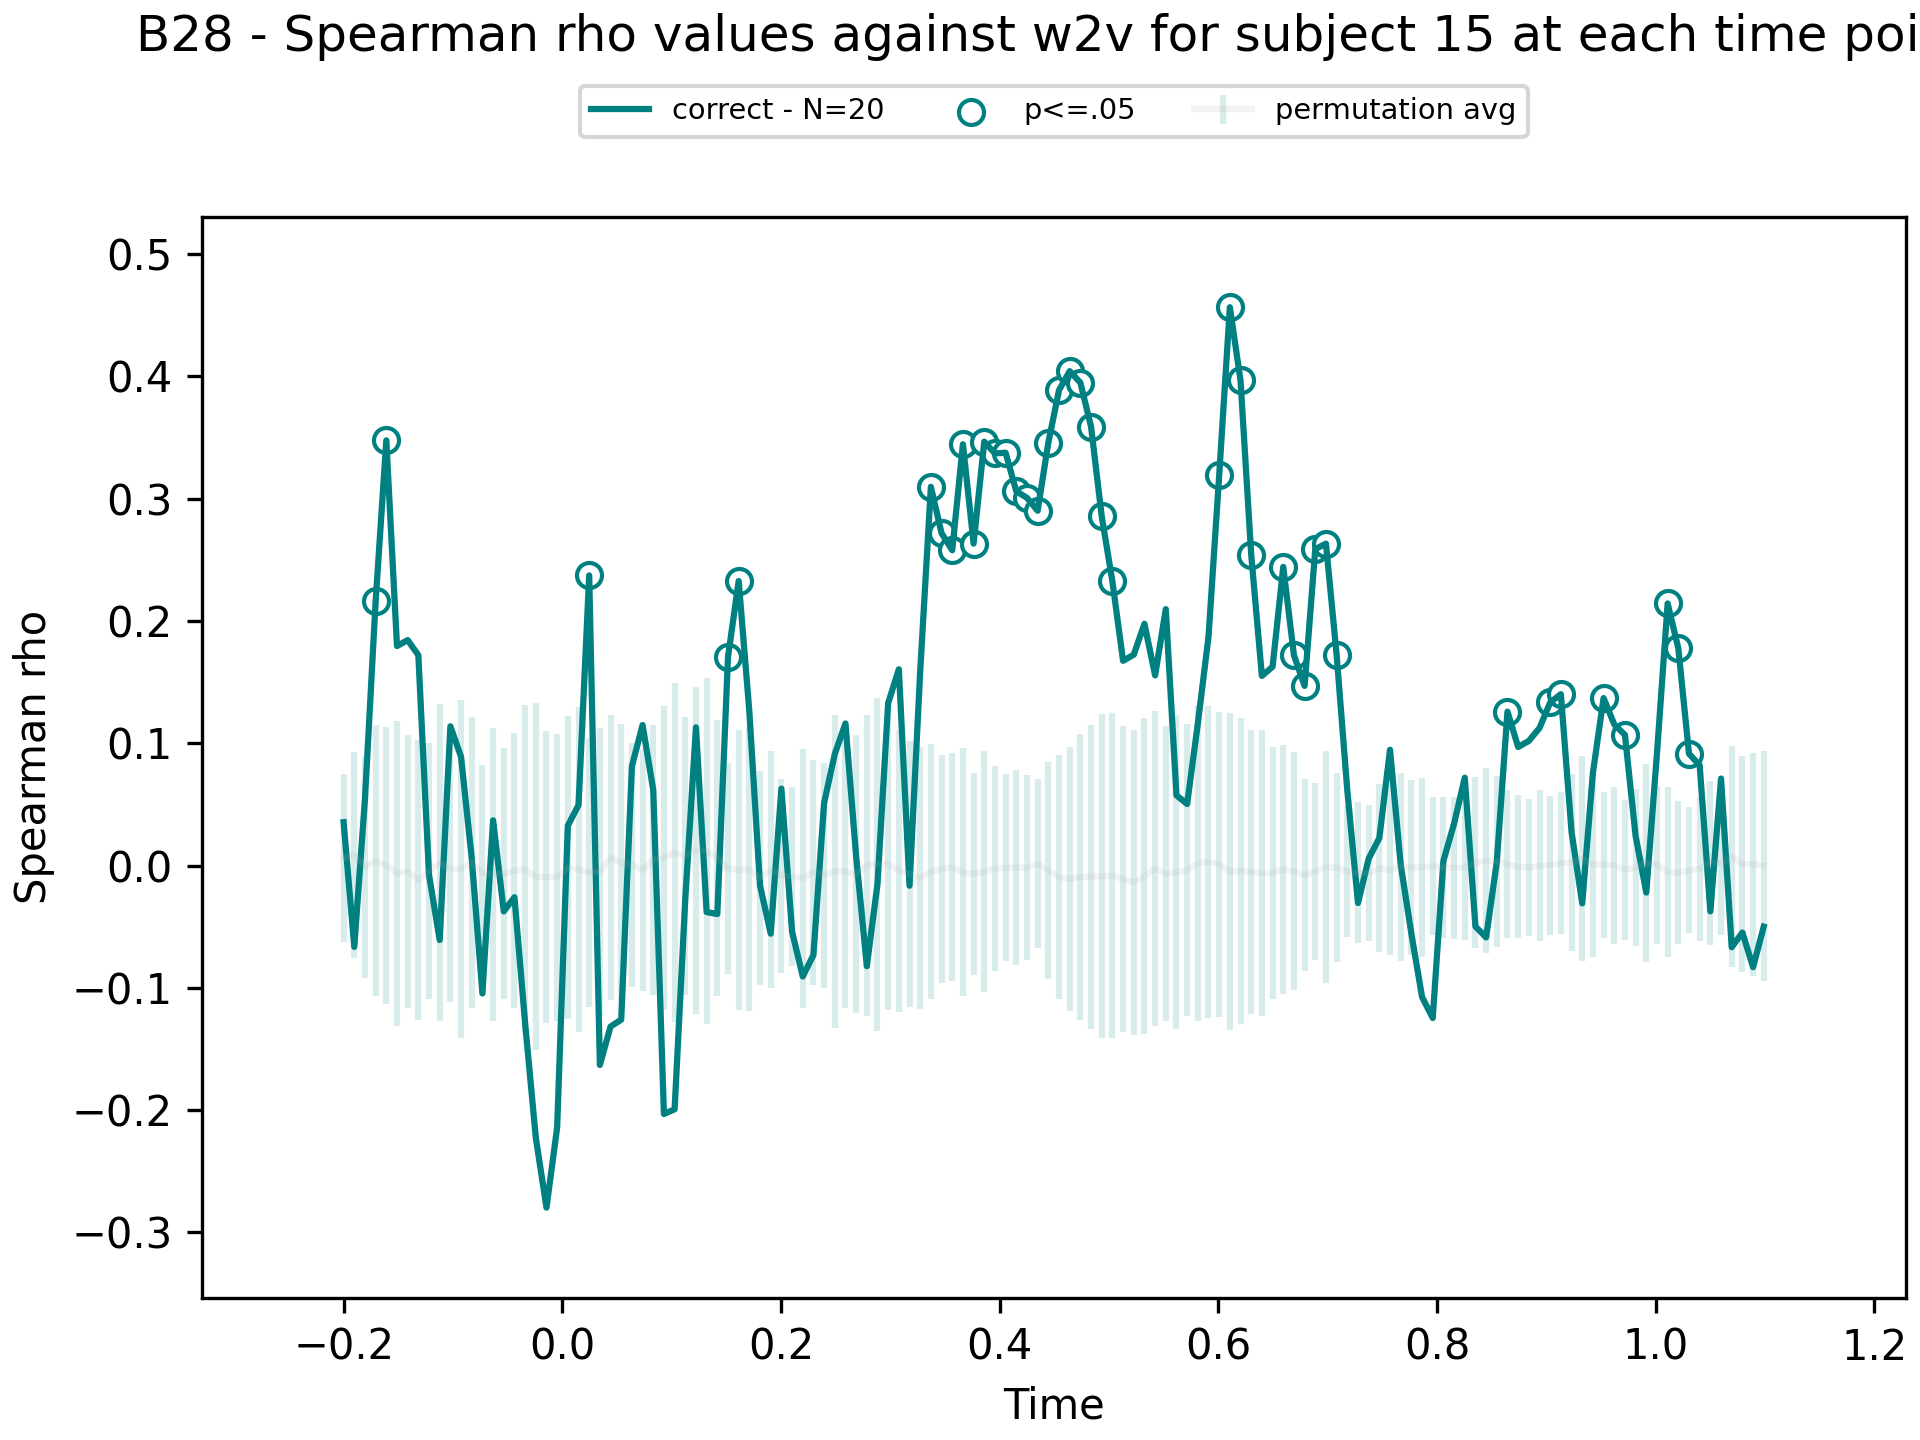 B28 - Spearman rho values against w2v for subject 15 at each time poi
correct - N=20
p<=.05
permutation avg
0.5
0.4
0.3
0.2
0.1
0.0
−0.1
−0.2
−0.3
Spearman rho
−0.2 0.0 0.2 0.4 0.6 0.8 1.0 1.2
Time